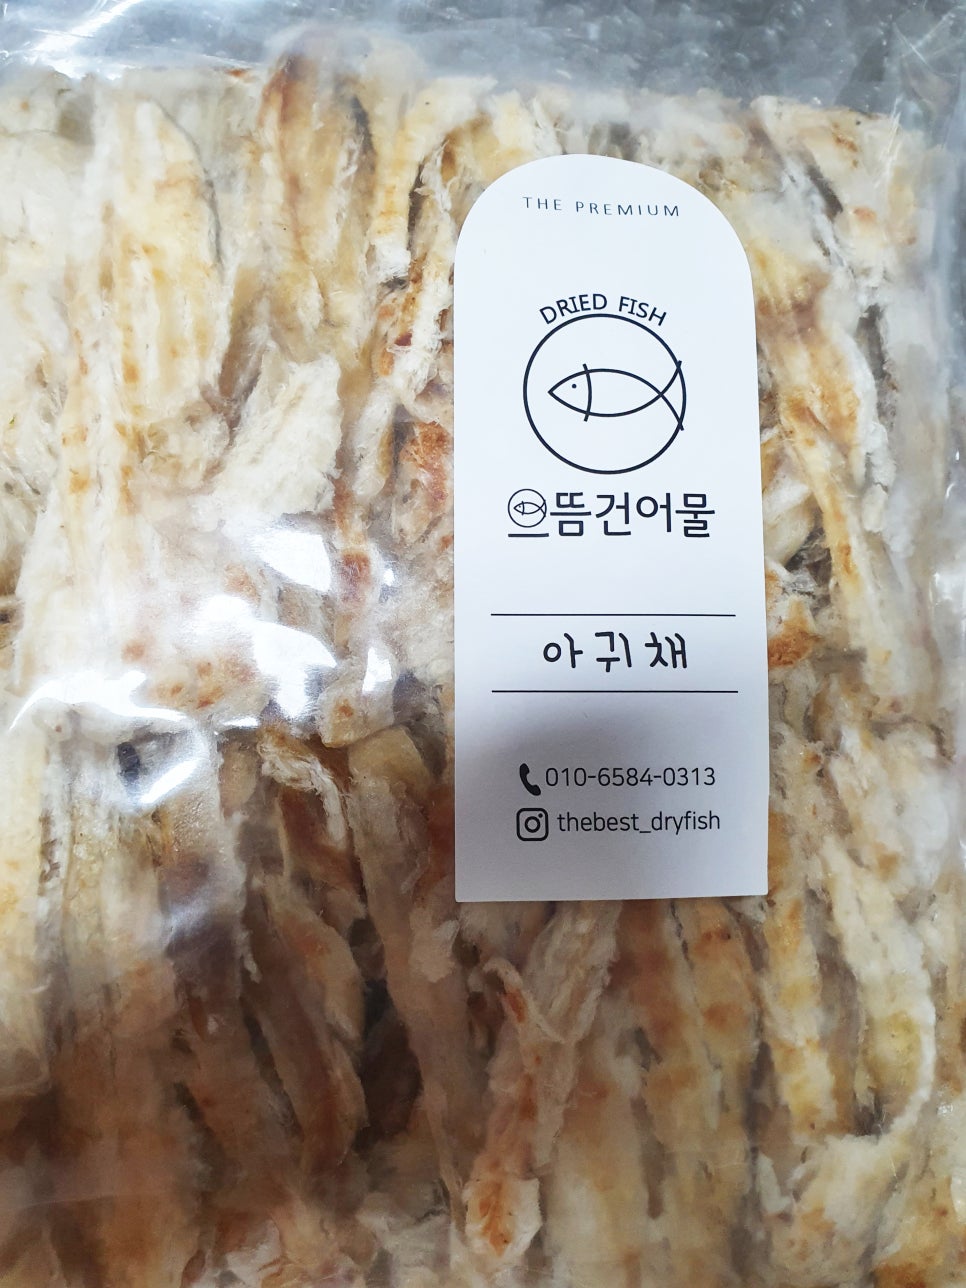 THE PREMIUM
DRIED FISH
으뜸건어물
아귀채
010-6584-0313
thebest_dryfish